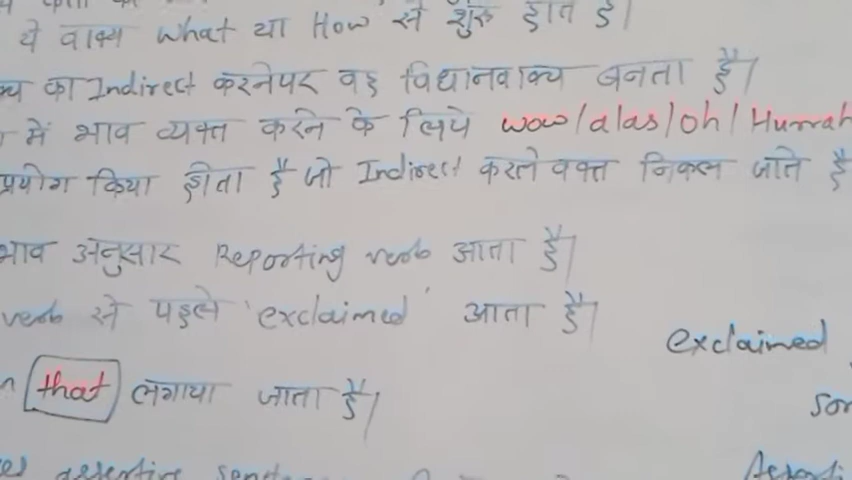 ये वाक्य What या How से शुरू होते है।
का Indirect करनेपर वह विधानवाक्य बनता है।
में भाव व्यक्त करने के लिये wow/alas/oh/Hurrah
प्रयोग किया होता है जो Indirect करते वक्त निकल जाते है
भाव अनुसार Reporting verb आता है।
verb से पहले 'exclaimed' आता है।
exclaimed
that लगाया जाता है।
assertive